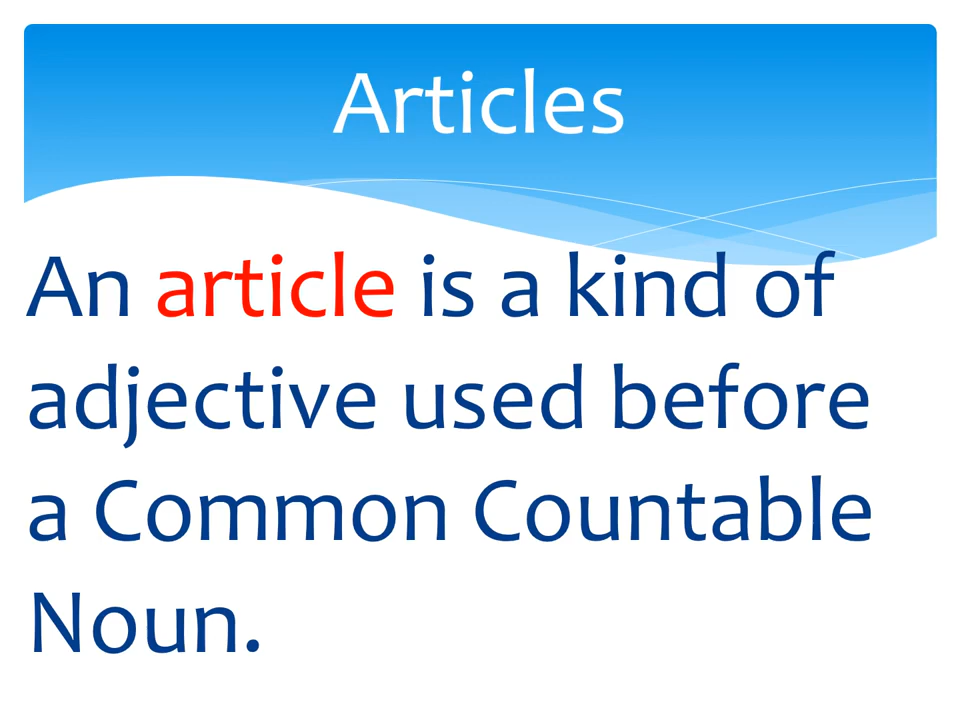 Articles
An article is a kind of
adjective used before
a Common Countable
Noun.